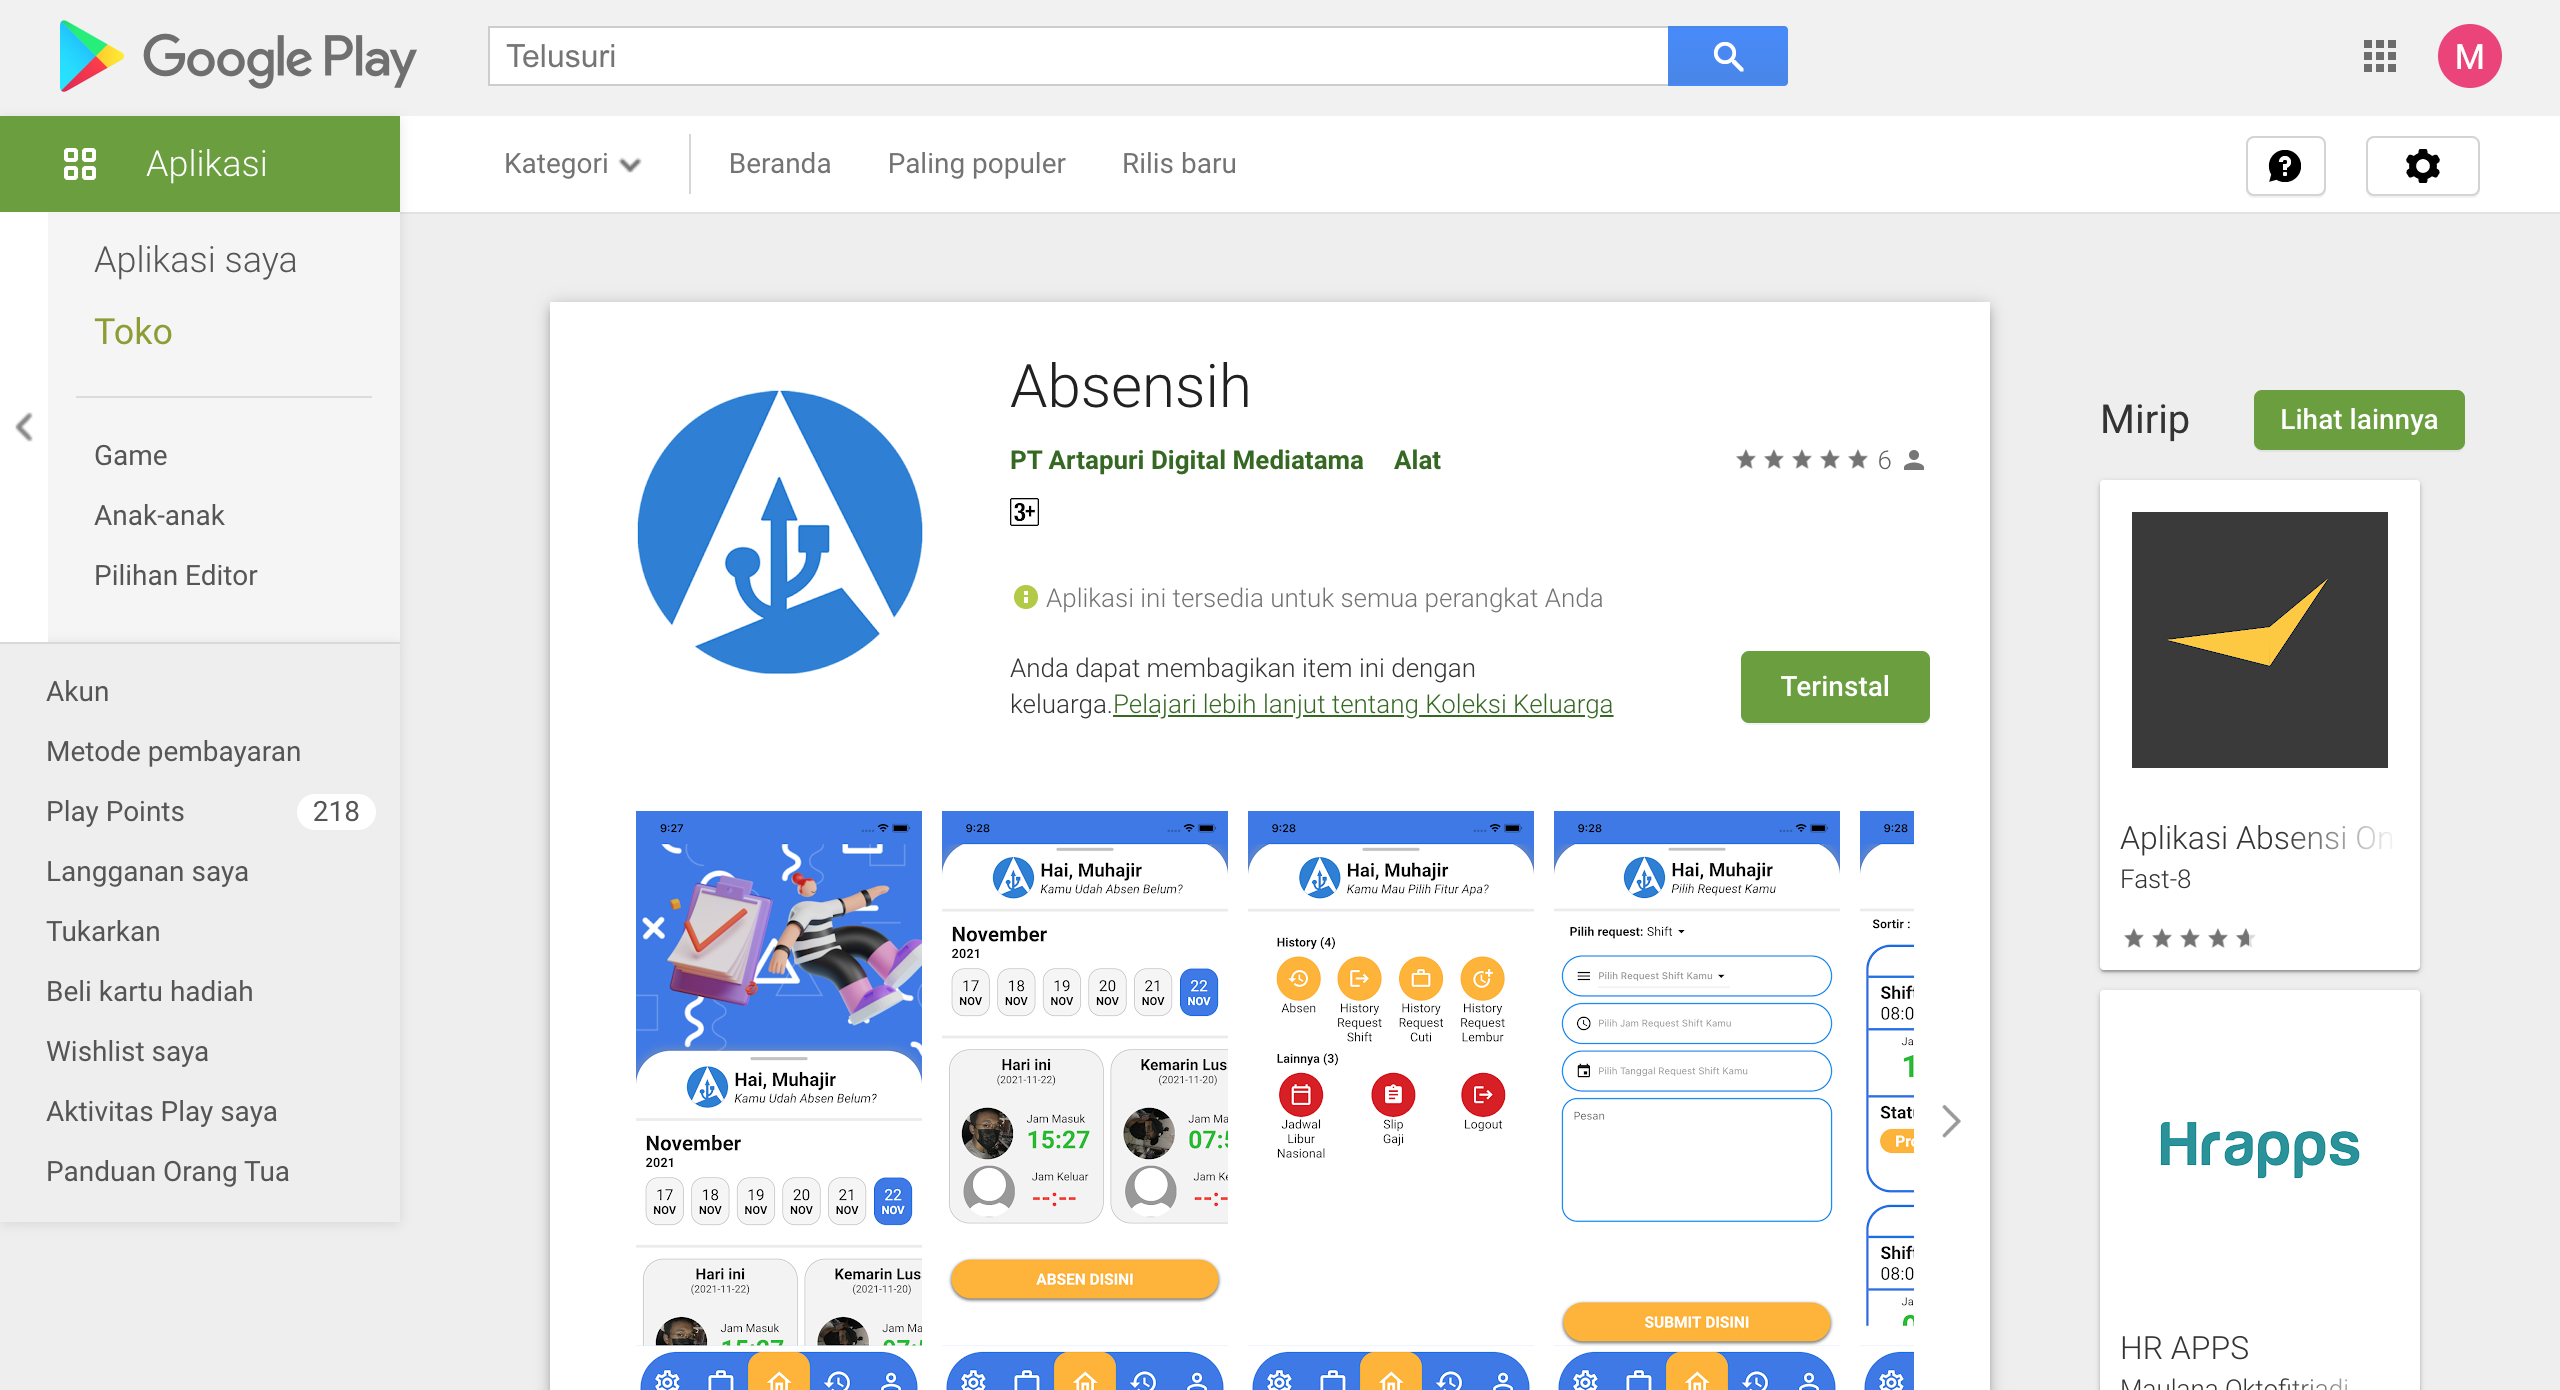 Google Play
Telusuri
M
Aplikasi
Kategori
Beranda
Paling populer
Rilis baru
Aplikasi saya
Toko
Game
Anak-anak
Pilihan Editor
Akun
Metode pembayaran
Play Points 218
Langganan saya
Tukarkan
Beli kartu hadiah
Wishlist saya
Aktivitas Play saya
Panduan Orang Tua
Absensih
PT Artapuri Digital Mediatama Alat
6
3+
Aplikasi ini tersedia untuk semua perangkat Anda
Anda dapat membagikan item ini dengan
keluarga.Pelajari lebih lanjut tentang Koleksi Keluarga
Terinstal
9:27
Hai, Muhajir
Kamu Udah Absen Belum?
November
2021
17 18 19 20 21 22
NOV NOV NOV NOV NOV NOV
Hari ini Kemarin Lus
(2021-11-22) (2021-11-20)
Jam Masuk Jam Ma
15:27 07:5
9:28
Hai, Muhajir
Kamu Udah Absen Belum?
November
2021
17 18 19 20 21 22
NOV NOV NOV NOV NOV NOV
Hari ini Kemarin Lus
(2021-11-22) (2021-11-20)
Jam Masuk Jam Ma
15:27 07:5
Jam Keluar Jam Ke
--:-- --:-
ABSEN DISINI
9:28
Hai, Muhajir
Kamu Mau Pilih Fitur Apa?
History (4)
Absen
History Request Shift
History Request Cuti
History Request Lembur
Lainnya (3)
Jadwal Libur Nasional
Slip Gaji
Logout
9:28
Hai, Muhajir
Pilih Request Kamu
Pilih request: Shift
Pilih Request Shift Kamu
Pilih Jam Request Shift Kamu
Pilih Tanggal Request Shift Kamu
Pesan
SUBMIT DISINI
9:28
Sortir :
Shif
08:0
Ja
1
Stat
Pro
Shif
08:0
Ja
Mirip
Lihat lainnya
Aplikasi Absensi On
Fast-8
Hrapps
HR APPS
Maulana Oktofitriadi